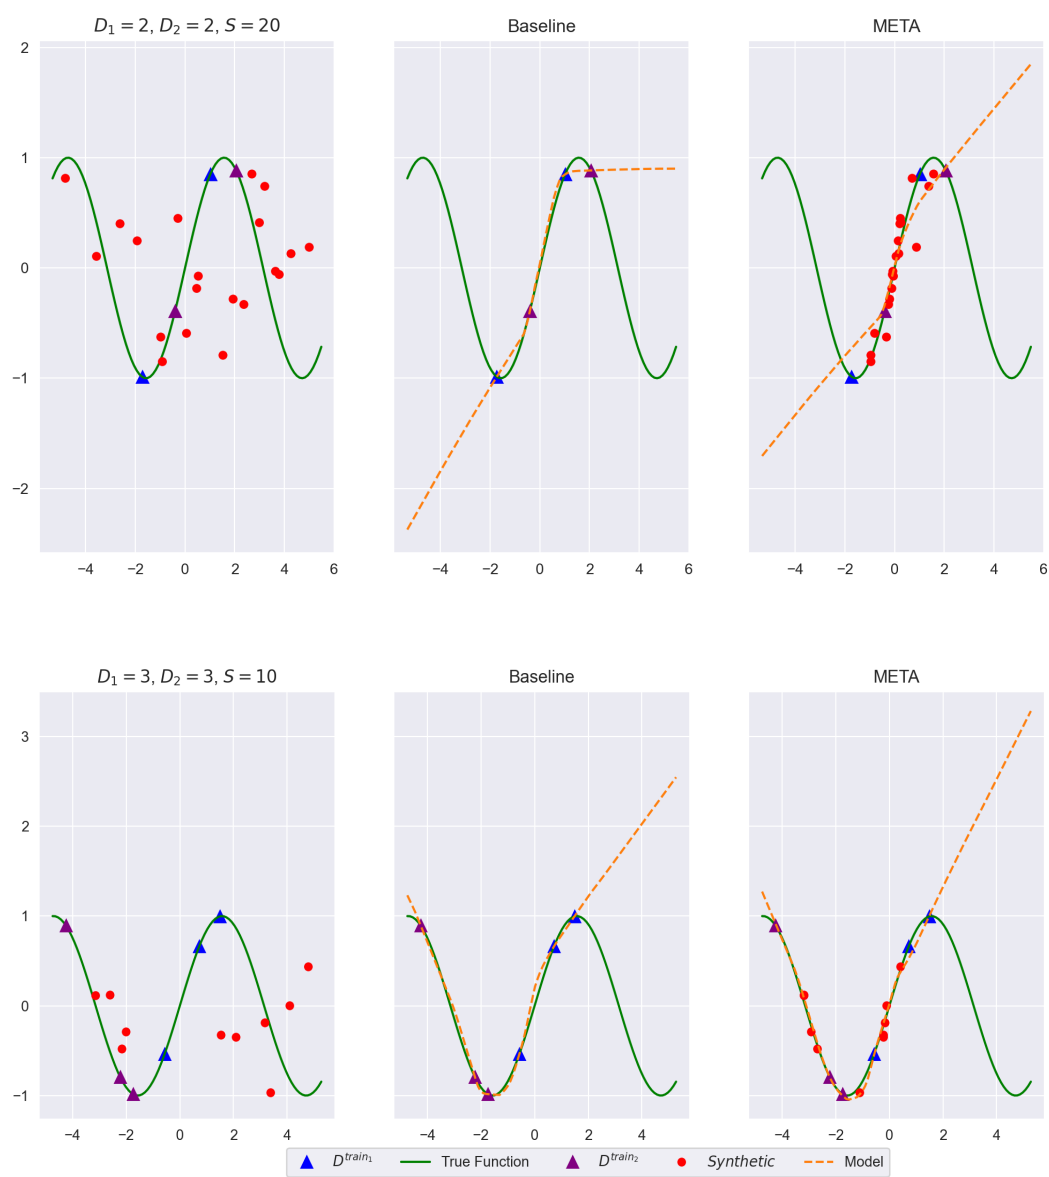 D₁ = 2, D₂ = 2, S = 20
Baseline
META
2
1
0
−1
−2
−4 −2 0 2 4 6
−4 −2 0 2 4 6
−4 −2 0 2 4 6
D₁ = 3, D₂ = 3, S = 10
Baseline
META
3
2
1
0
−1
−4 −2 0 2 4
−4 −2 0 2 4
−4 −2 0 2 4
D^train₁ True Function D^train₂ Synthetic Model